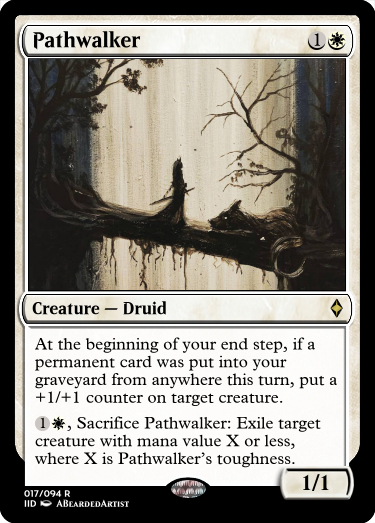 Pathwalker 1
Creature — Druid
At the beginning of your end step, if a
permanent card was put into your
graveyard from anywhere this turn, put a
+1/+1 counter on target creature.
1, Sacrifice Pathwalker: Exile target
creature with mana value X or less,
where X is Pathwalker's toughness.
1/1
017/094 R
IID ABeardedArtist